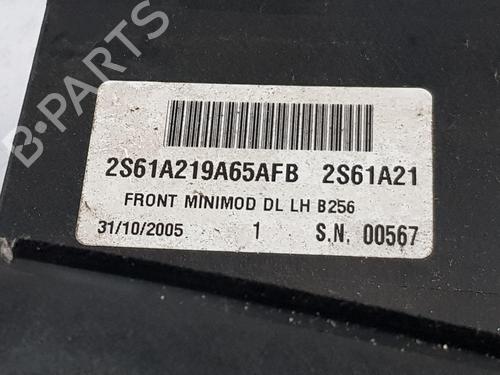 B-PARTS
2S61A219A65AFB 2S61A21
FRONT MINIMOD DL LH B256
31/10/2005 1 S.N. 00567